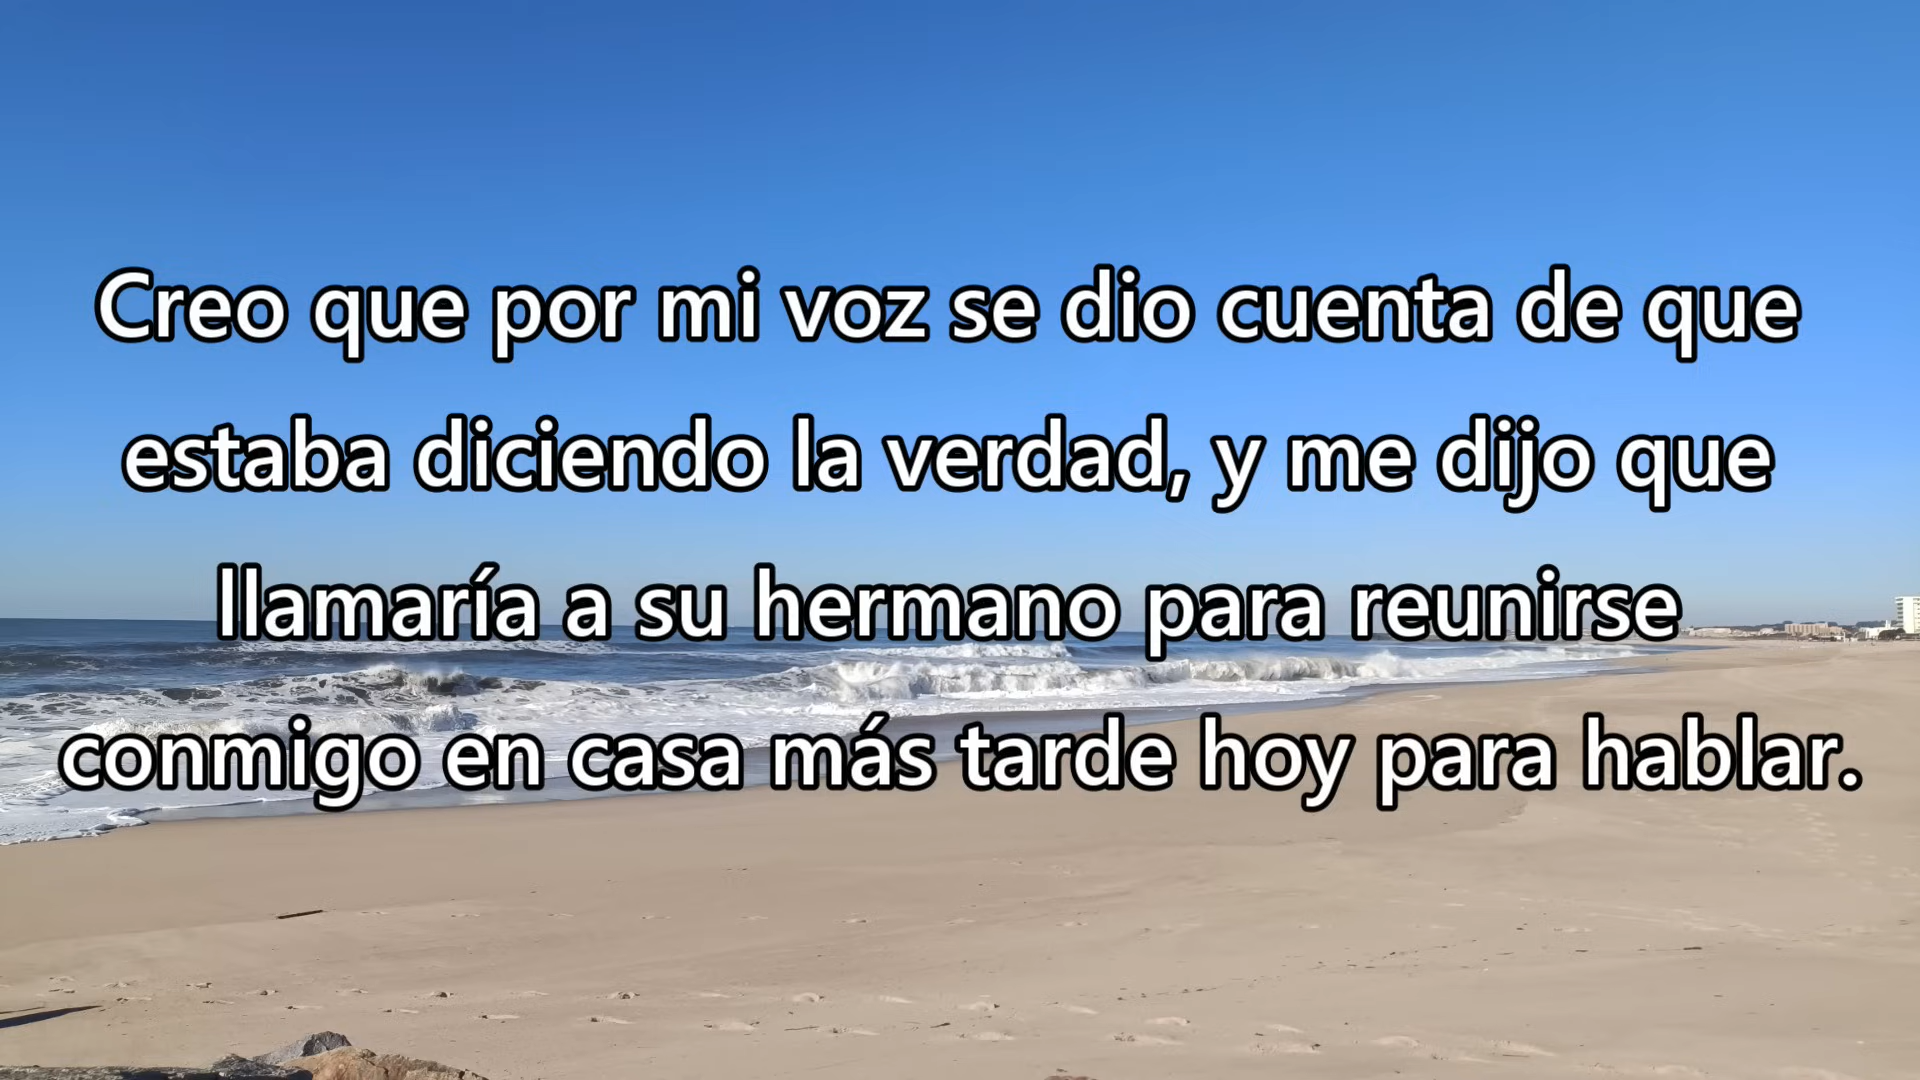 Creo que por mi voz se dio cuenta de que
estaba diciendo la verdad, y me dijo que
llamaría a su hermano para reunirse
conmigo en casa más tarde hoy para hablar.